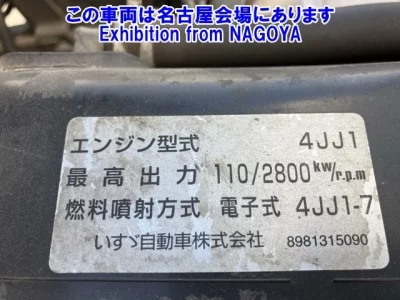 この車両は名古屋会場にあります
Exhibition from NAGOYA
エンジン型式 4JJ1
最高出力 110/2800 kw/r.p.m
燃料噴射方式 電子式 4JJ1-7
いすゞ自動車株式会社 8981315090